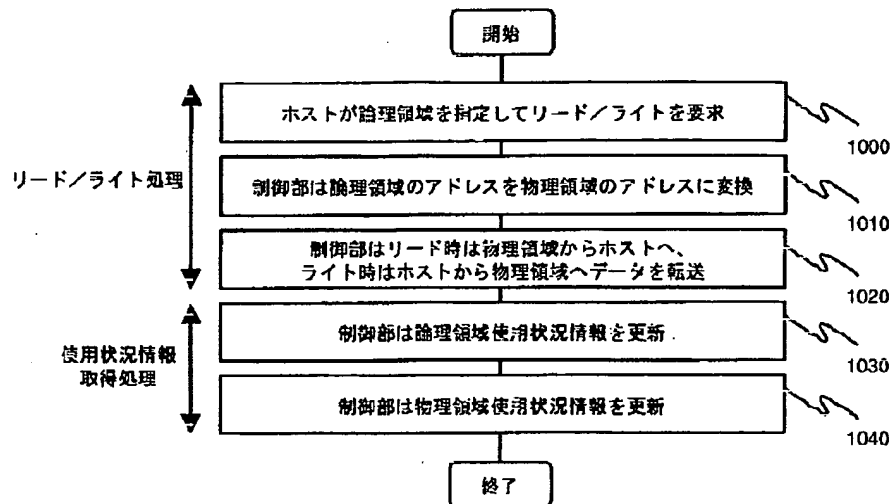 開始
ホストが論理領域を指定してリード／ライトを要求
1000
リード／ライト処理
制御部は論理領域のアドレスを物理領域のアドレスに変換
1010
制御部はリード時は物理領域からホストへ、
ライト時はホストから物理領域へデータを転送
1020
制御部は論理領域使用状況情報を更新
1030
使用状況情報
取得処理
制御部は物理領域使用状況情報を更新
1040
終了